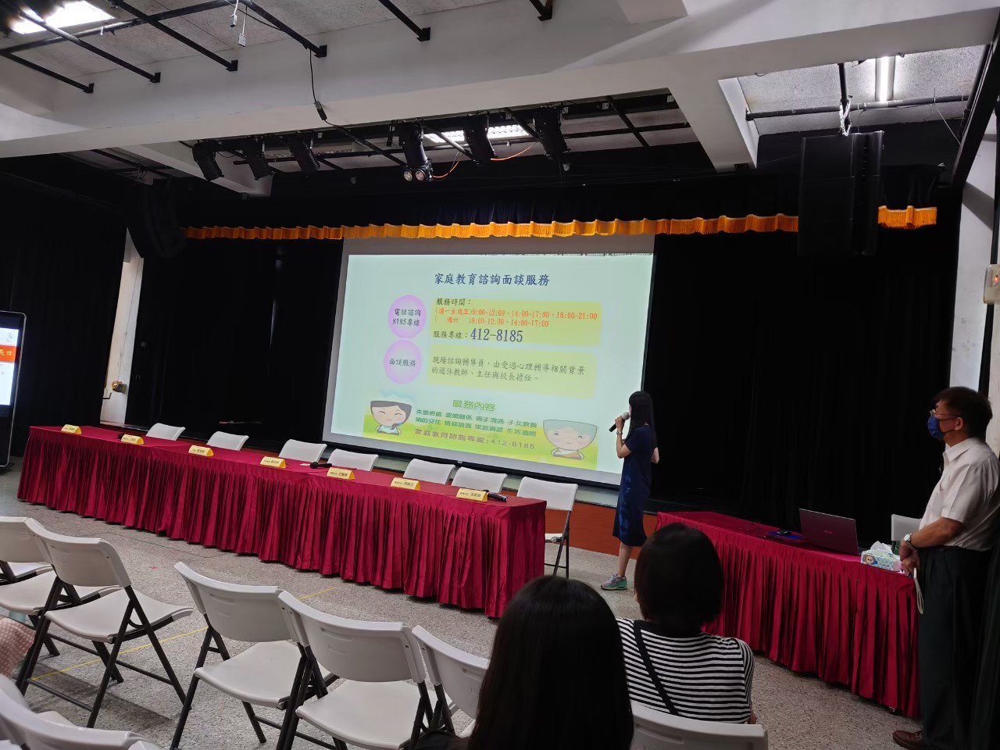 家庭教育諮詢面談服務
電話諮詢
8185專線
服務時間：
(週一至週五)9:00-12:00、14:00-17:00、18:00-21:00
( 週六 )9:00-12:00、14:00-17:00
服務專線：412-8185
面談服務
現場諮詢輔導員，由受過心理輔導相關背景
的退休教師、主任與校長擔任。
服務內容
夫妻相處 婆媳關係 親子溝通 子女教養
婚前交往 情緒調適 家庭資源 生活適應
家庭教育諮詢專線:412-8185
長日